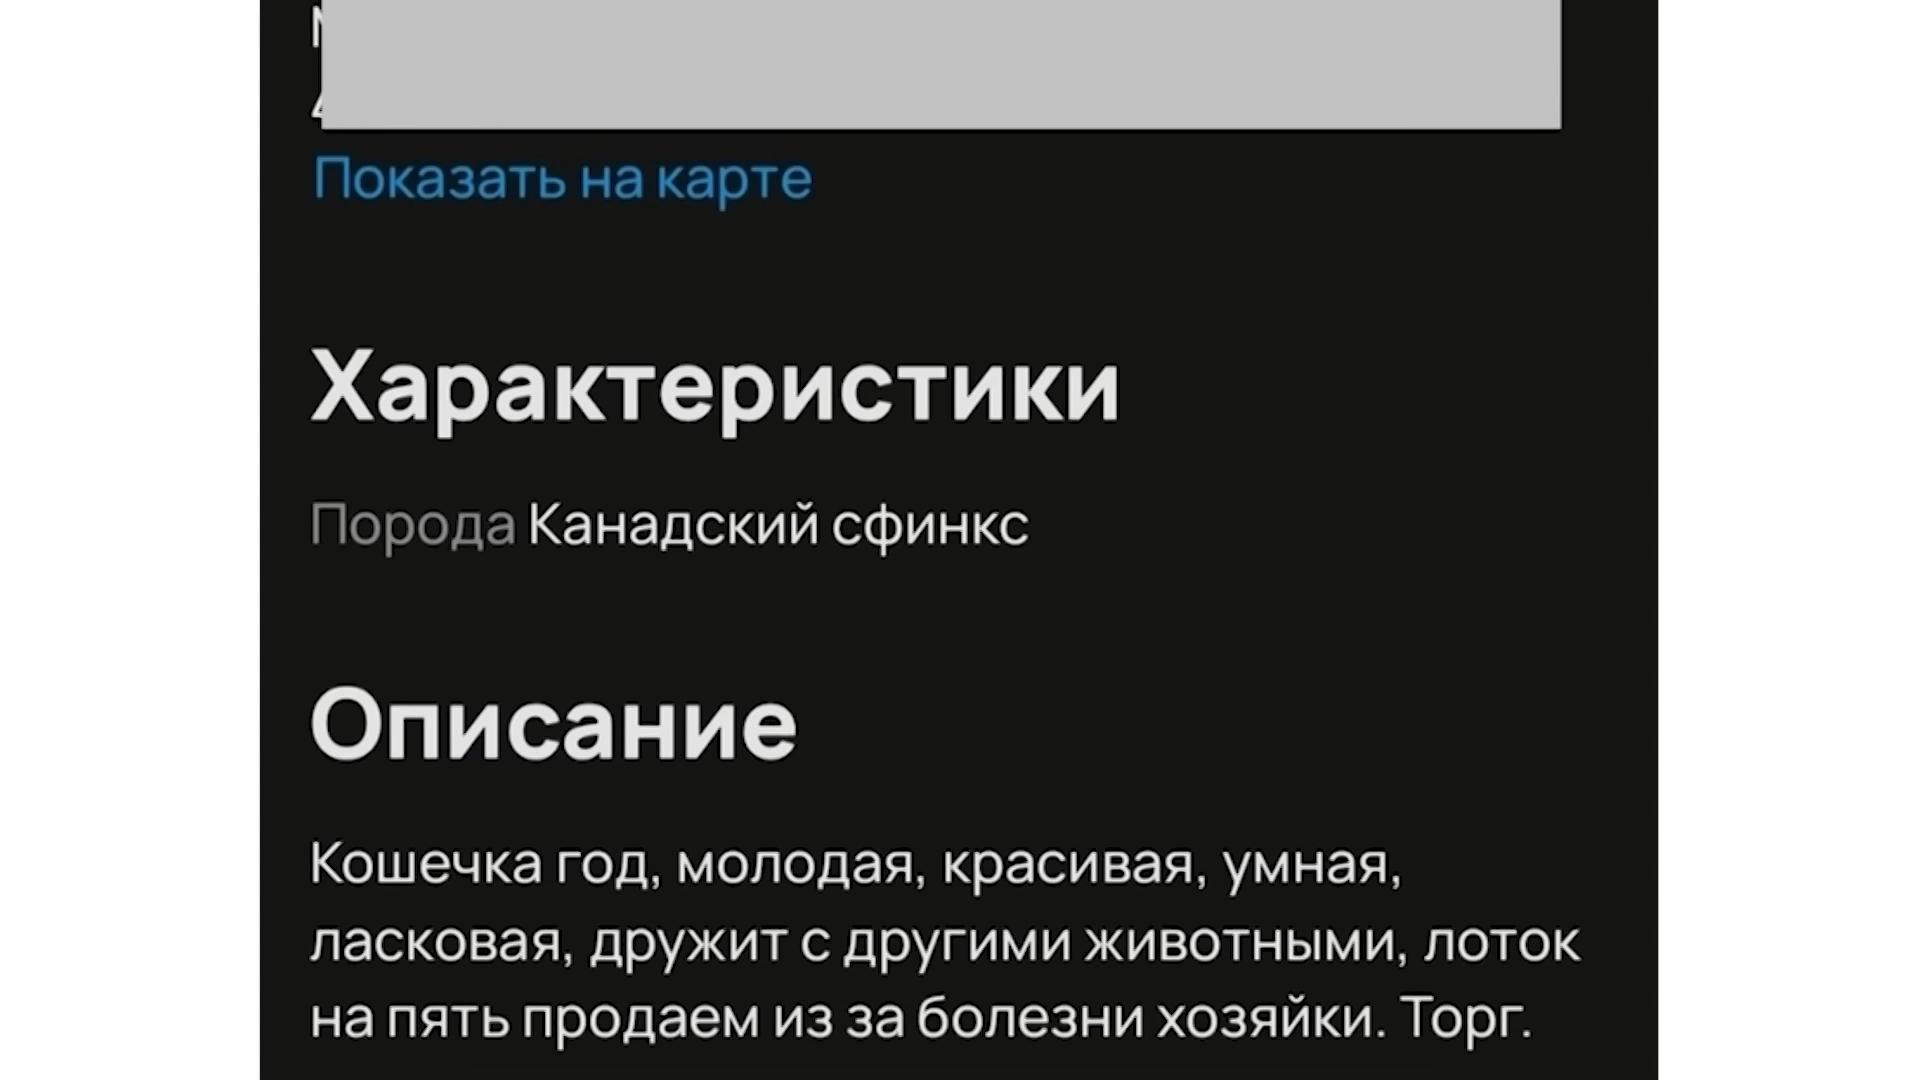 Показать на карте
Характеристики
Порода Канадский сфинкс
Описание
Кошечка год, молодая, красивая, умная,
ласковая, дружит с другими животными, лоток
на пять продаем из за болезни хозяйки. Торг.